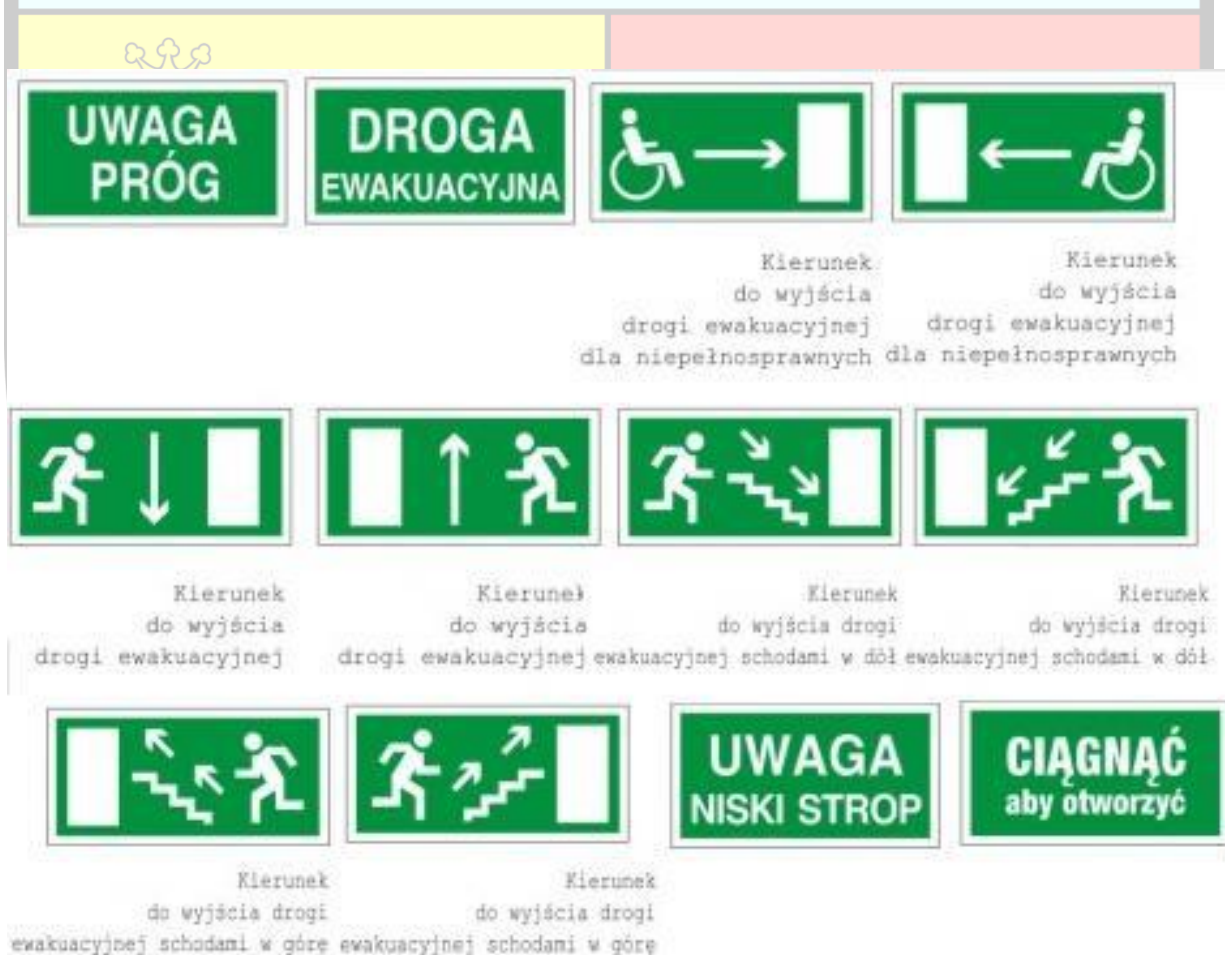 UWAGA
PRÓG
DROGA
EWAKUACYJNA
Kierunek
do wyjścia
drogi ewakuacyjnej
dla niepełnosprawnych
Kierunek
do wyjścia
drogi ewakuacyjnej
dla niepełnosprawnych
Kierunek
do wyjścia
drogi ewakuacyjnej
Kierunek
do wyjścia
drogi ewakuacyjnej
Kierunek
do wyjścia drogi
ewakuacyjnej schodami w dół
Kierunek
do wyjścia drogi
ewakuacyjnej schodami w dół
Kierunek
do wyjścia drogi
ewakuacyjnej schodami w górę
Kierunek
do wyjścia drogi
ewakuacyjnej schodami w górę
UWAGA
NISKI STROP
CIĄGNĄĆ
aby otworzyć